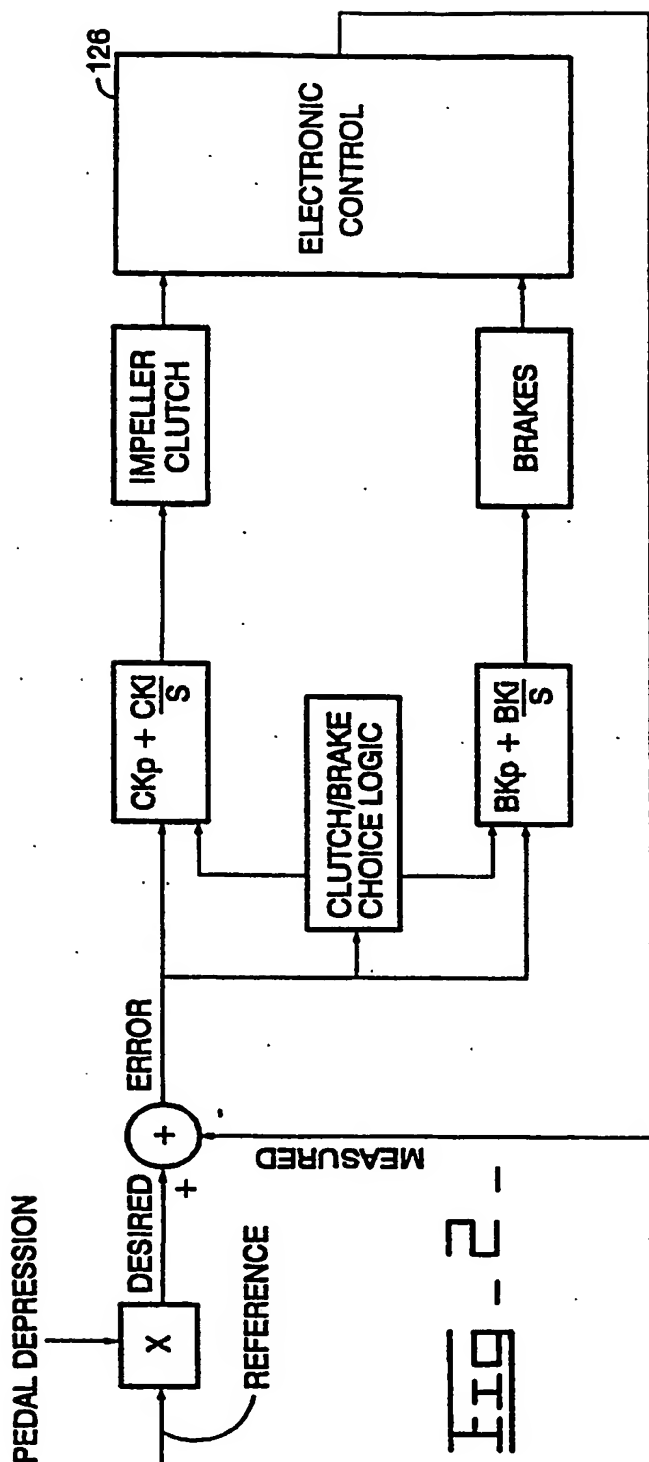 PEDAL DEPRESSION
X
REFERENCE
DESIRED
+
+
-
ERROR
MEASURED
CKp + CKi
S
CLUTCH/BRAKE
CHOICE LOGIC
BKp + BKi
S
IMPELLER
CLUTCH
BRAKES
ELECTRONIC
CONTROL
126
Fig - 2 -